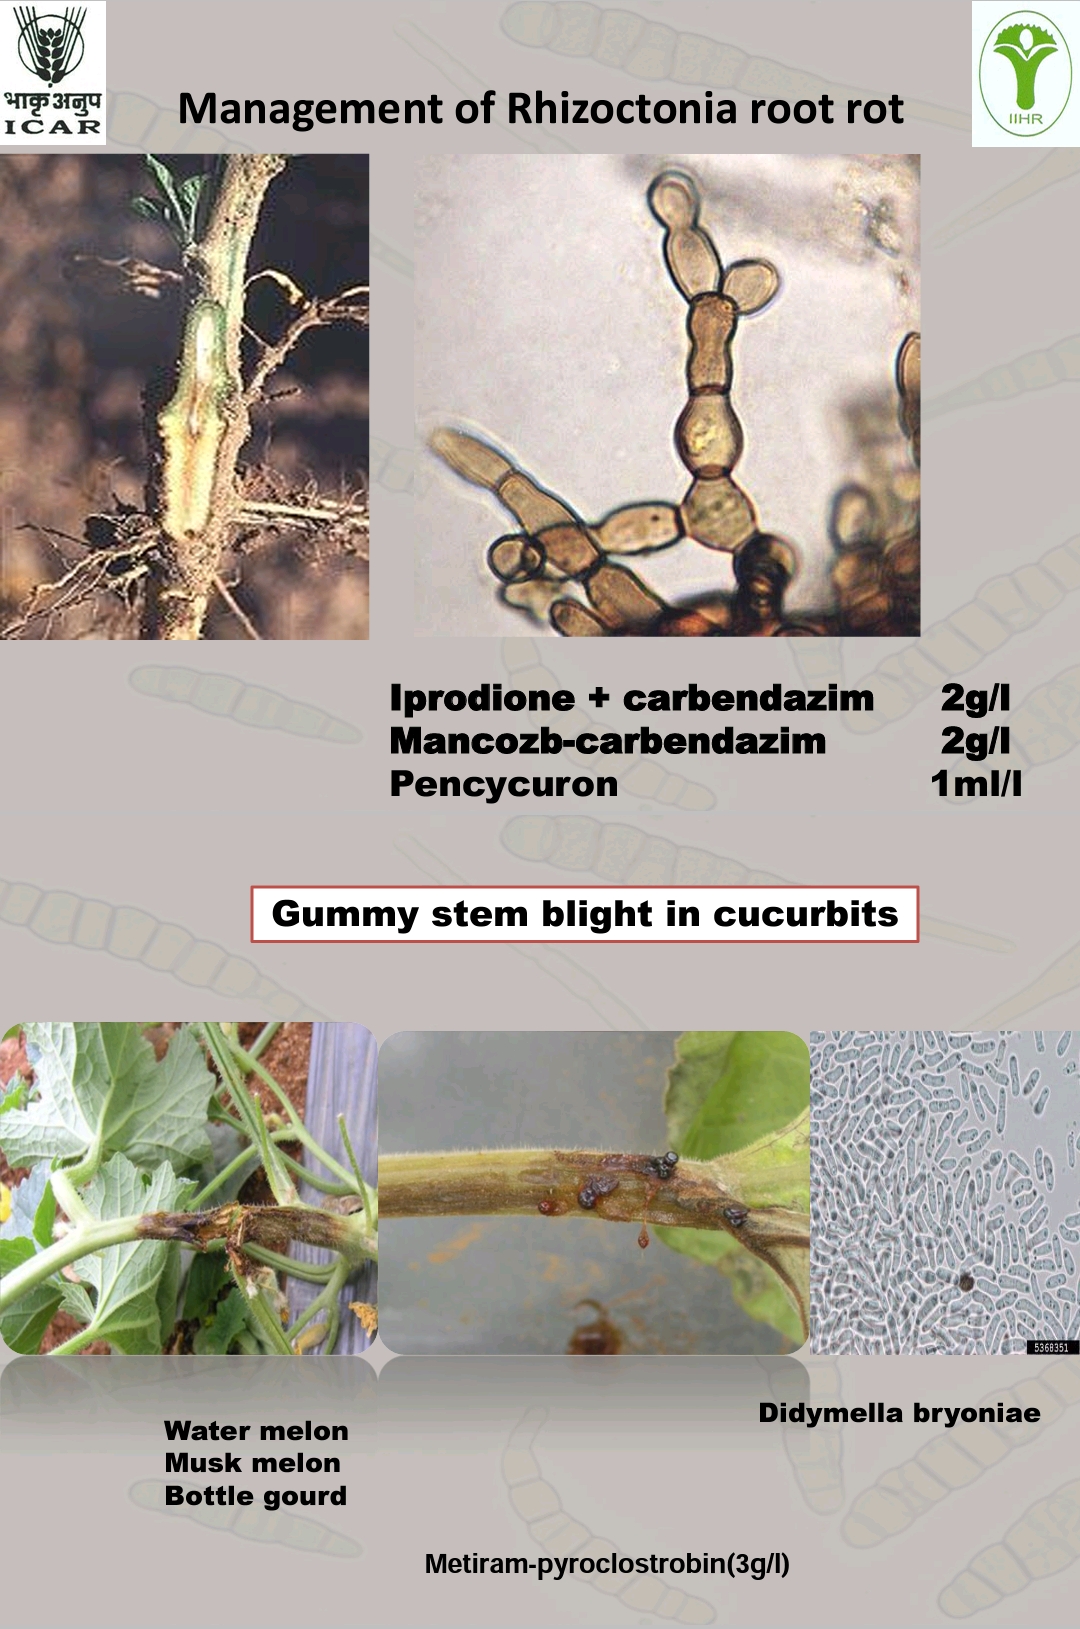 भाकृअनुप
ICAR
IIHR
Management of Rhizoctonia root rot
Iprodione + carbendazim 2g/l
Mancozb-carbendazim 2g/l
Pencycuron 1ml/l
Gummy stem blight in cucurbits
5368351
Didymella bryoniae
Water melon
Musk melon
Bottle gourd
Metiram-pyroclostrobin(3g/l)